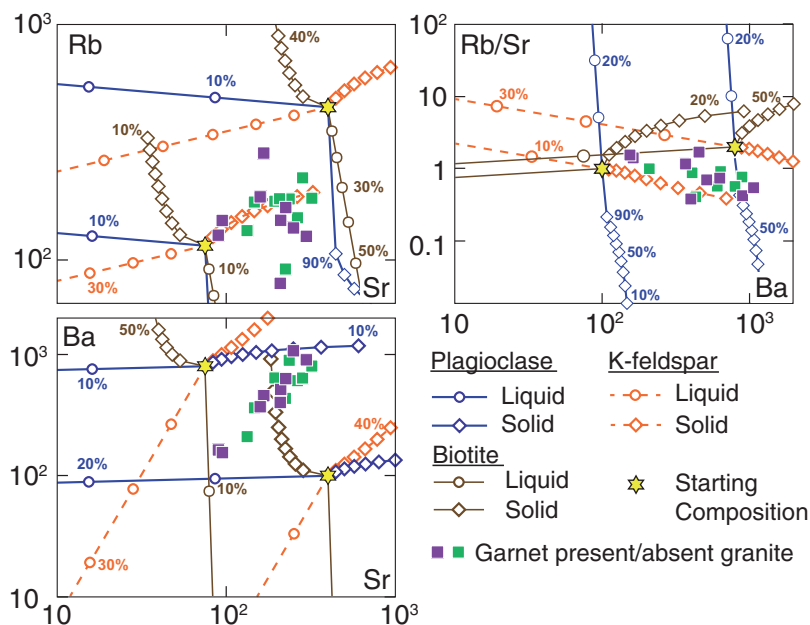 10³
Rb
40%
10%
30%
10%
10²
10%
10%
30%
30%
50%
90%
Sr
10²
Rb/Sr
20%
20%
10
30%
20%
50%
10%
1
90%
0.1
50%
50%
10%
Ba
10
10²
10³
Ba
50%
10%
10³
10%
40%
20%
10²
10%
30%
Sr
10
10
10²
10³
Plagioclase
Liquid
Solid
K-feldspar
Liquid
Solid
Biotite
Liquid
Solid
Starting
Composition
Garnet present/absent granite